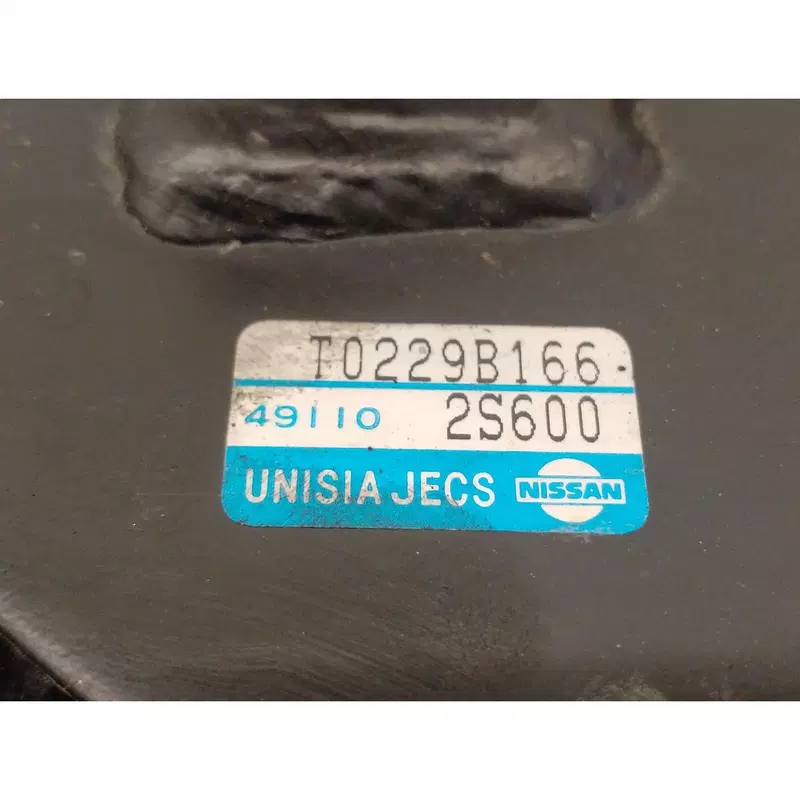 T0229B166
49110 2S600
UNISIA JECS NISSAN